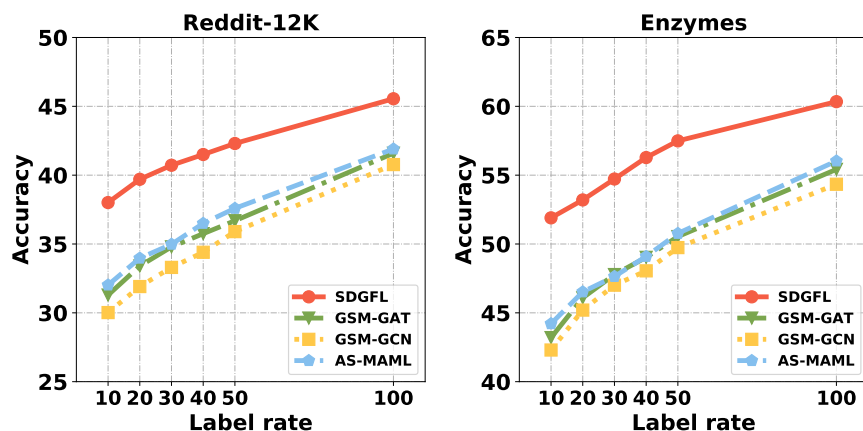 Reddit-12K
50
45
40
35
30
25
Accuracy
10 20 30 40 50 100
Label rate
SDGFL
GSM-GAT
GSM-GCN
AS-MAML
Enzymes
65
60
55
50
45
40
Accuracy
10 20 30 40 50 100
Label rate
SDGFL
GSM-GAT
GSM-GCN
AS-MAML